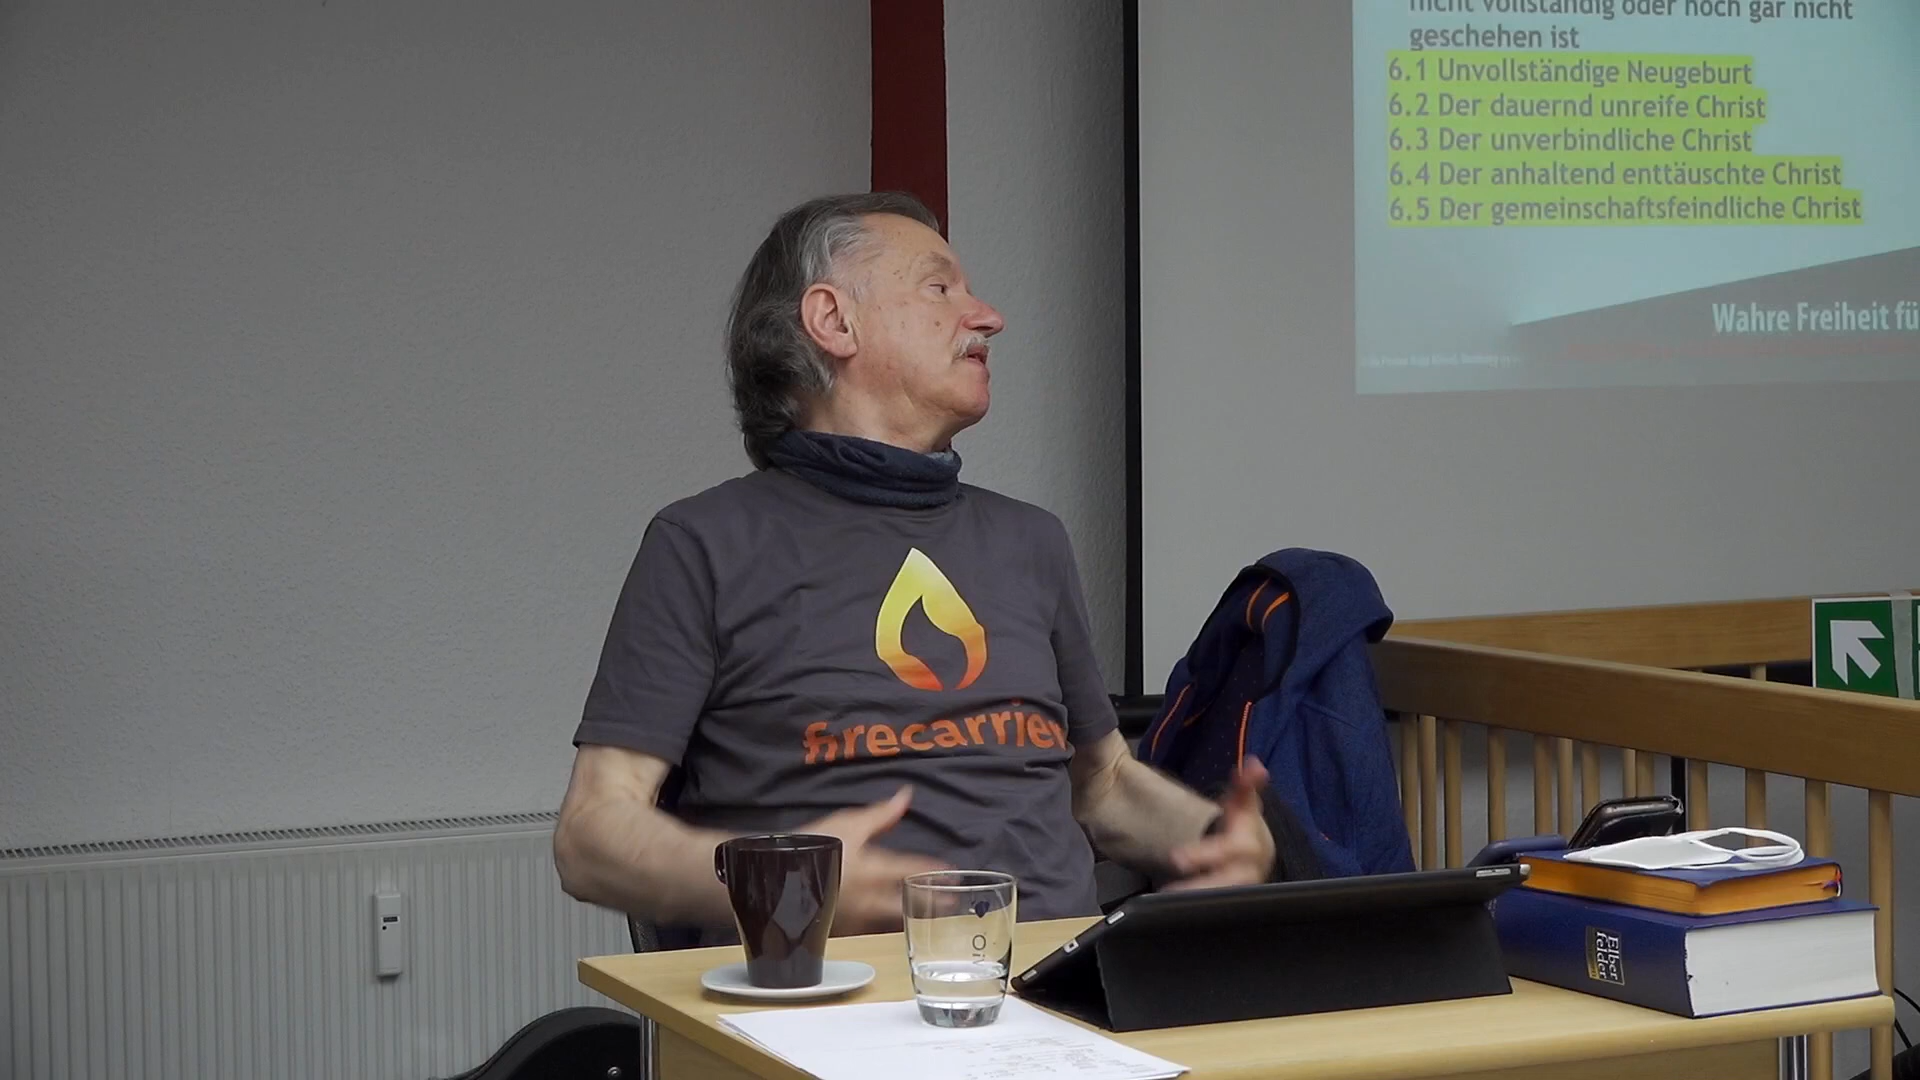 nicht vollständig oder noch gar nicht
geschehen ist
6.1 Unvollständige Neugeburt
6.2 Der dauernd unreife Christ
6.3 Der unverbindliche Christ
6.4 Der anhaltend enttäuschte Christ
6.5 Der gemeinschaftsfeindliche Christ
Wahre Freiheit fü
firecarrier
Elber
felder